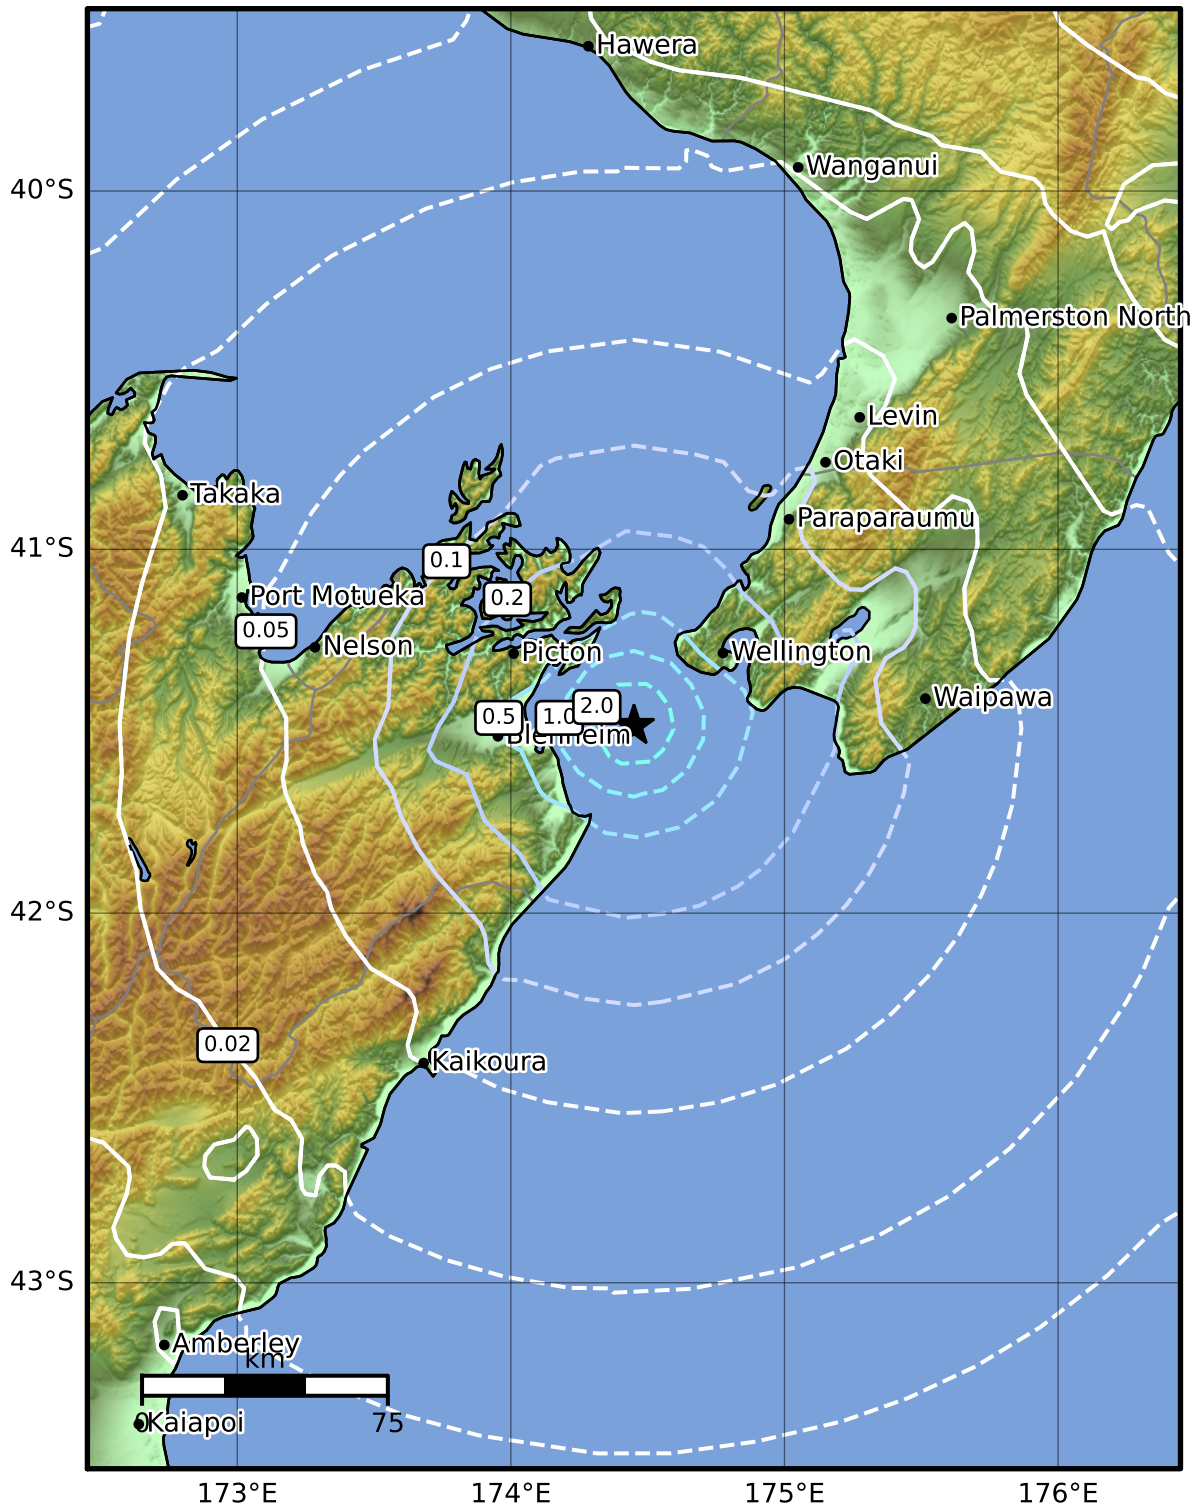 Hawera
Wanganui
40°S
Palmerston North
Levin
Otaki
Takaka
Paraparaumu
41°S
0.1
Port Motueka
0.2
0.05
Nelson
Picton
Wellington
Waipawa
0.5
1.0
2.0
Blenheim
42°S
0.02
Kaikoura
43°S
Amberley
km
0
75
Kaiapoi
173°E
174°E
175°E
176°E